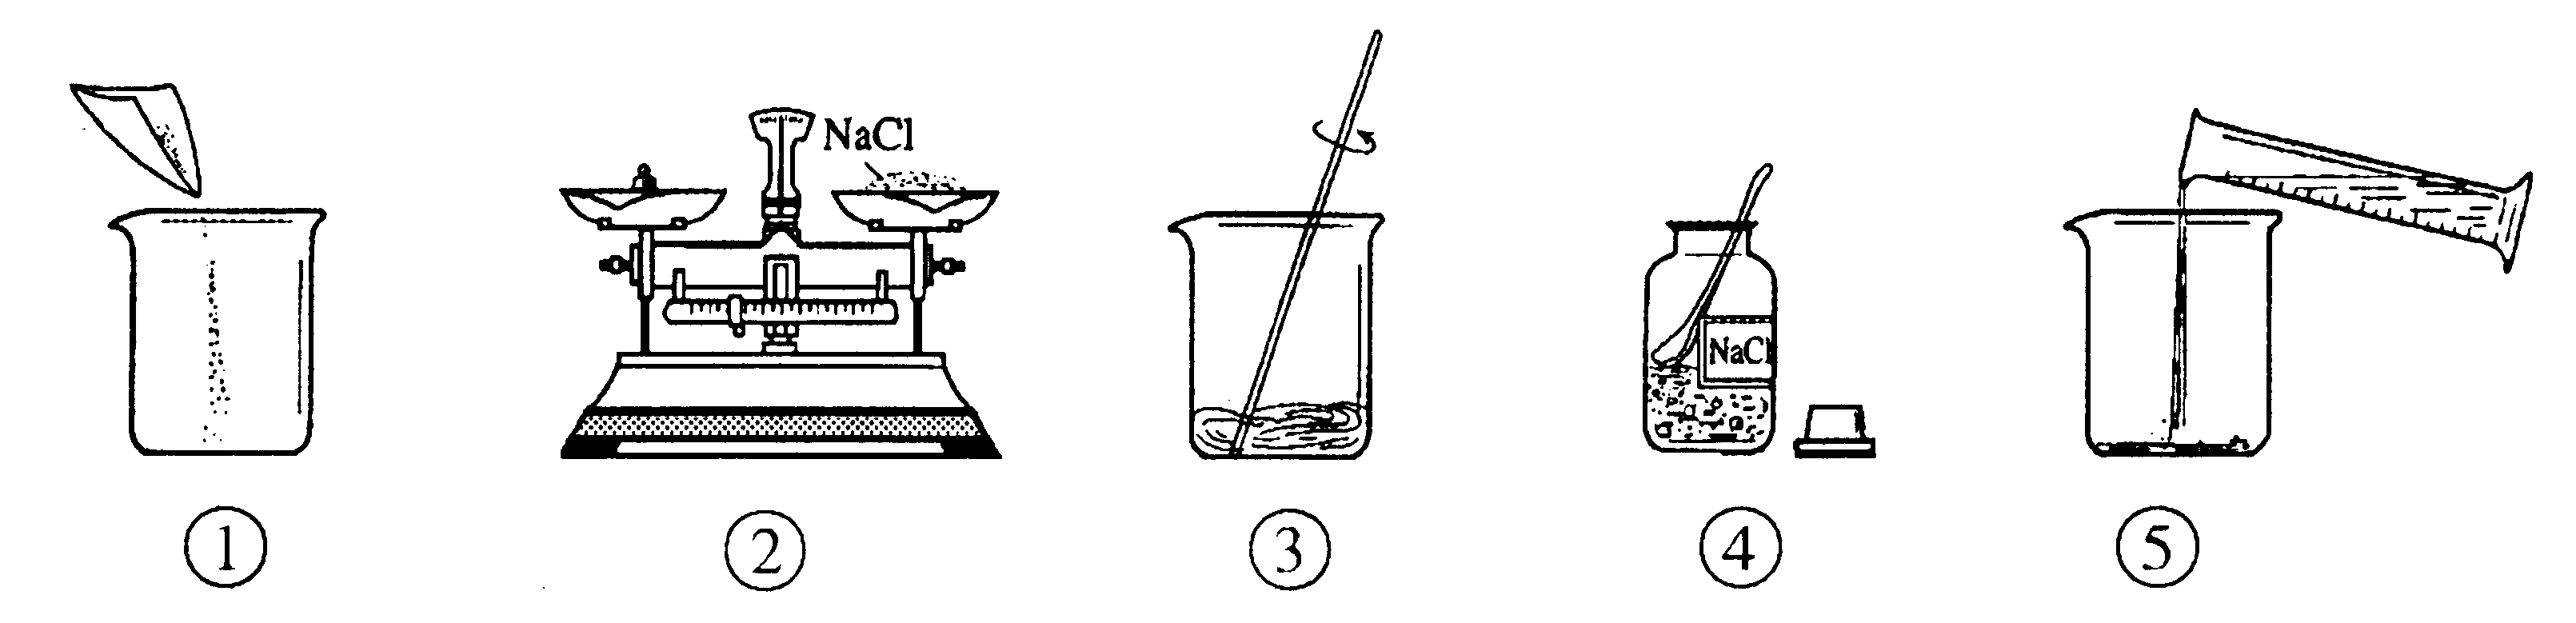 NaCl
NaCl
① ② ③ ④ ⑤